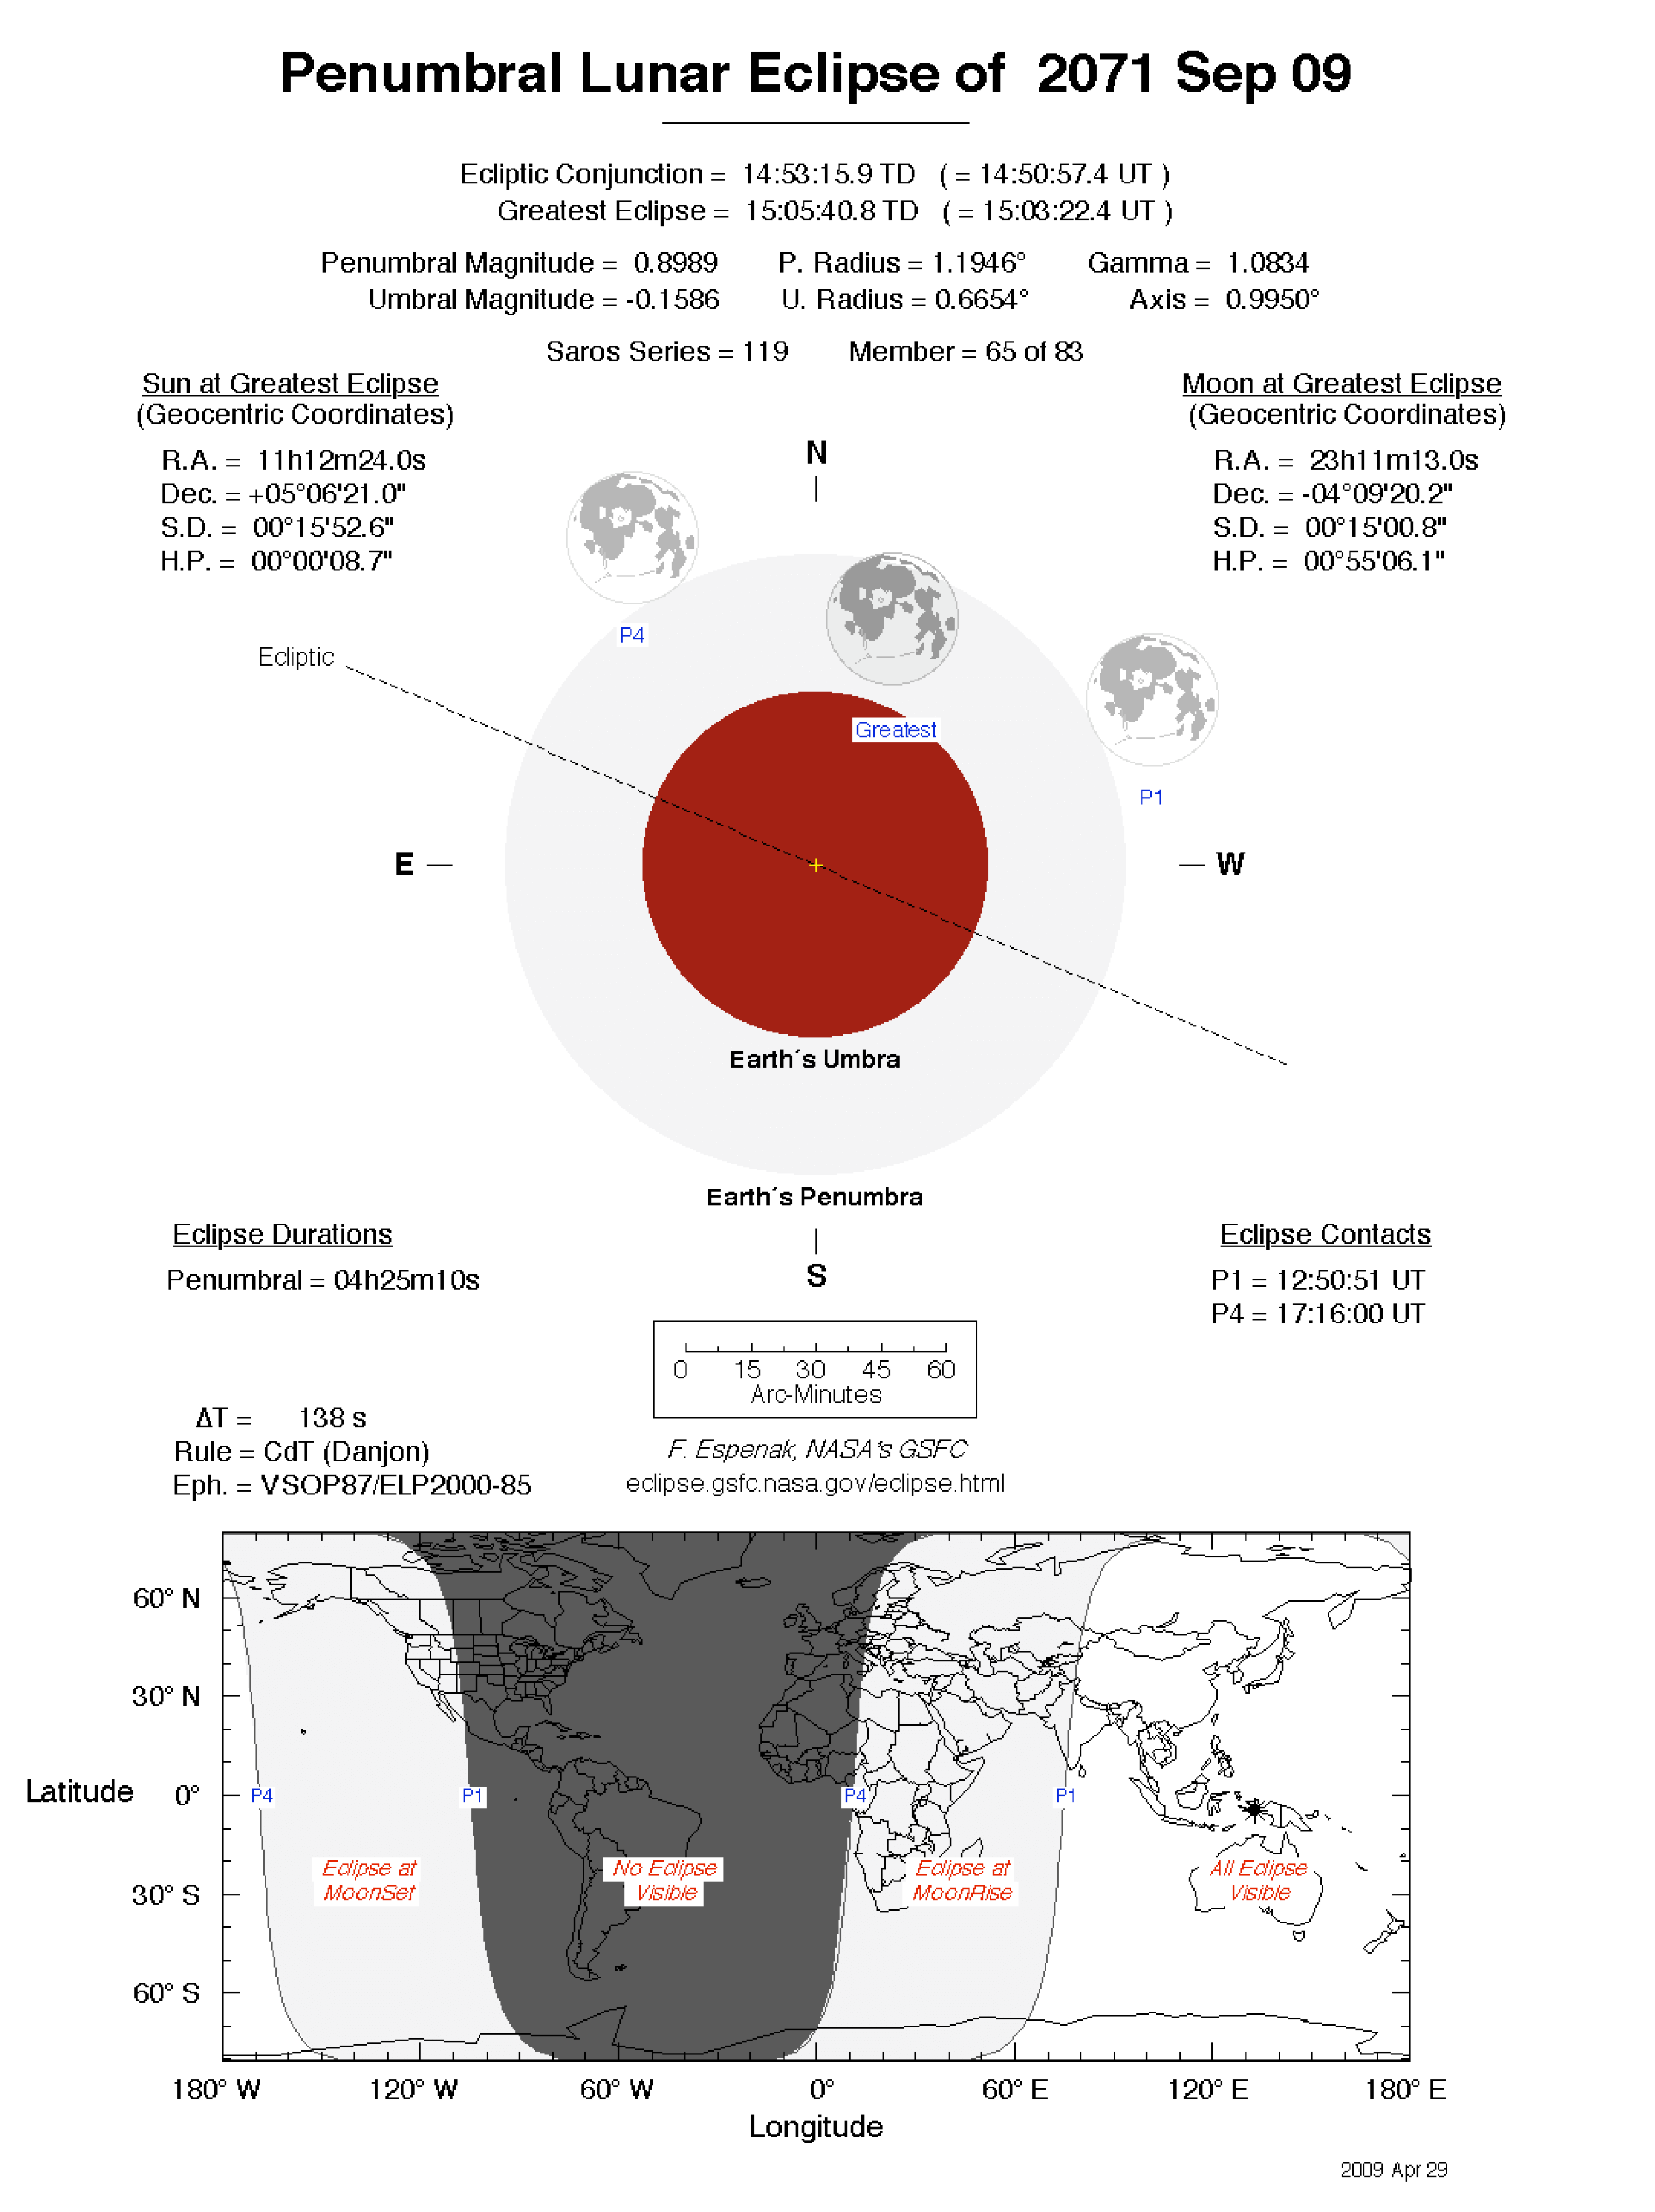 Penumbral Lunar Eclipse of 2071 Sep 09
Ecliptic Conjunction = 14:53:15.9 TD ( = 14:50:57.4 UT )
Greatest Eclipse = 15:05:40.8 TD ( = 15:03:22.4 UT )
Penumbral Magnitude = 0.8989 P. Radius = 1.1946° Gamma = 1.0834
Umbral Magnitude = -0.1586 U. Radius = 0.6654° Axis = 0.9950°
Saros Series = 119 Member = 65 of 83
Sun at Greatest Eclipse
(Geocentric Coordinates)
R.A. = 11h12m24.0s
Dec. = +05°06'21.0"
S.D. = 00°15'52.6"
H.P. = 00°00'08.7"
Moon at Greatest Eclipse
(Geocentric Coordinates)
R.A. = 23h11m13.0s
Dec. = -04°09'20.2"
S.D. = 00°15'00.8"
H.P. = 00°55'06.1"
N
P4
Ecliptic
Greatest
P1
E
W
Earth´s Umbra
Earth´s Penumbra
S
Eclipse Durations
Penumbral = 04h25m10s
Eclipse Contacts
P1 = 12:50:51 UT
P4 = 17:16:00 UT
0 15 30 45 60
Arc-Minutes
ΔT = 138 s
Rule = CdT (Danjon)
Eph. = VSOP87/ELP2000-85
F. Espenak, NASA's GSFC
eclipse.gsfc.nasa.gov/eclipse.html
60° N
30° N
Latitude 0°
30° S
60° S
P4 P1 P4 P1
Eclipse at
MoonSet
No Eclipse
Visible
Eclipse at
MoonRise
All Eclipse
Visible
180° W 120° W 60° W 0° 60° E 120° E 180° E
Longitude
2009 Apr 29